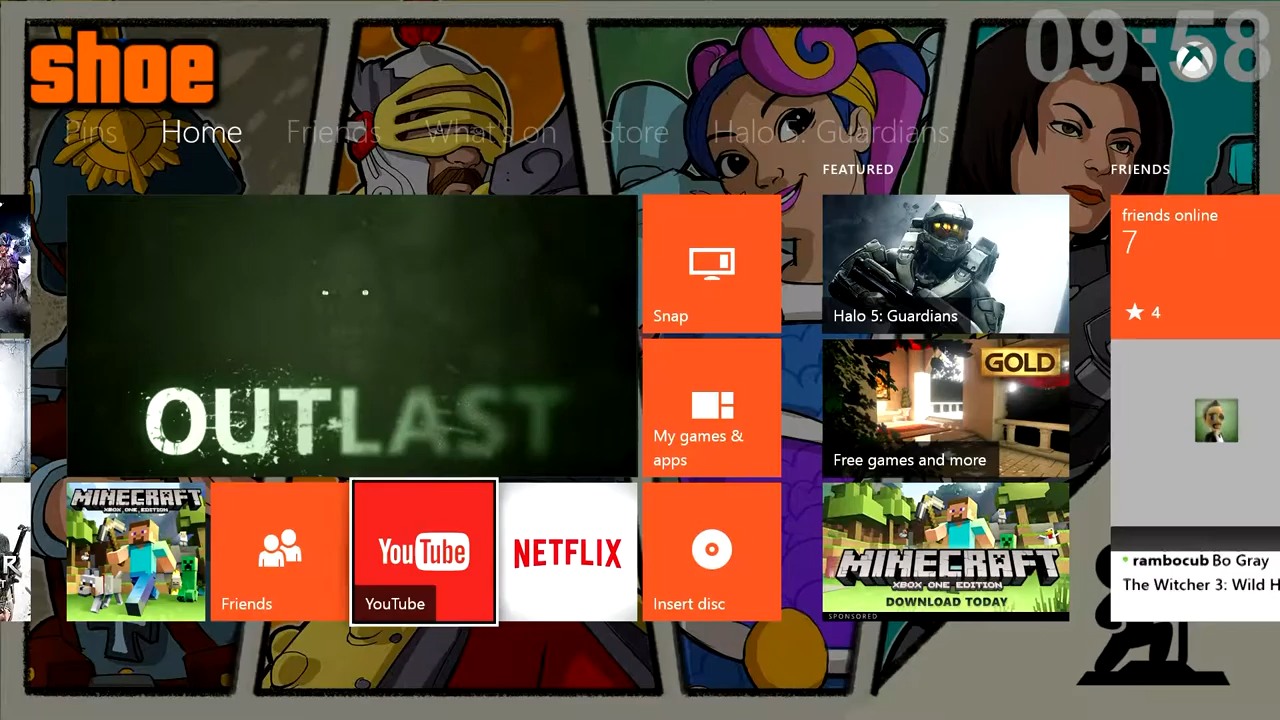 shoe
09:58
Pins Home Friends What's on Store Halo 5: Guardians
FEATURED
FRIENDS
OUTLAST
Snap
My games &
apps
Halo 5: Guardians
GOLD
Free games and more
friends online
7
4
MINECRAFT
XBOX ONE EDITION
Friends
YouTube
YouTube
NETFLIX
Insert disc
MINECRAFT
XBOX ONE EDITION
DOWNLOAD TODAY
SPONSORED
rambocub Bo Gray
The Witcher 3: Wild H
R